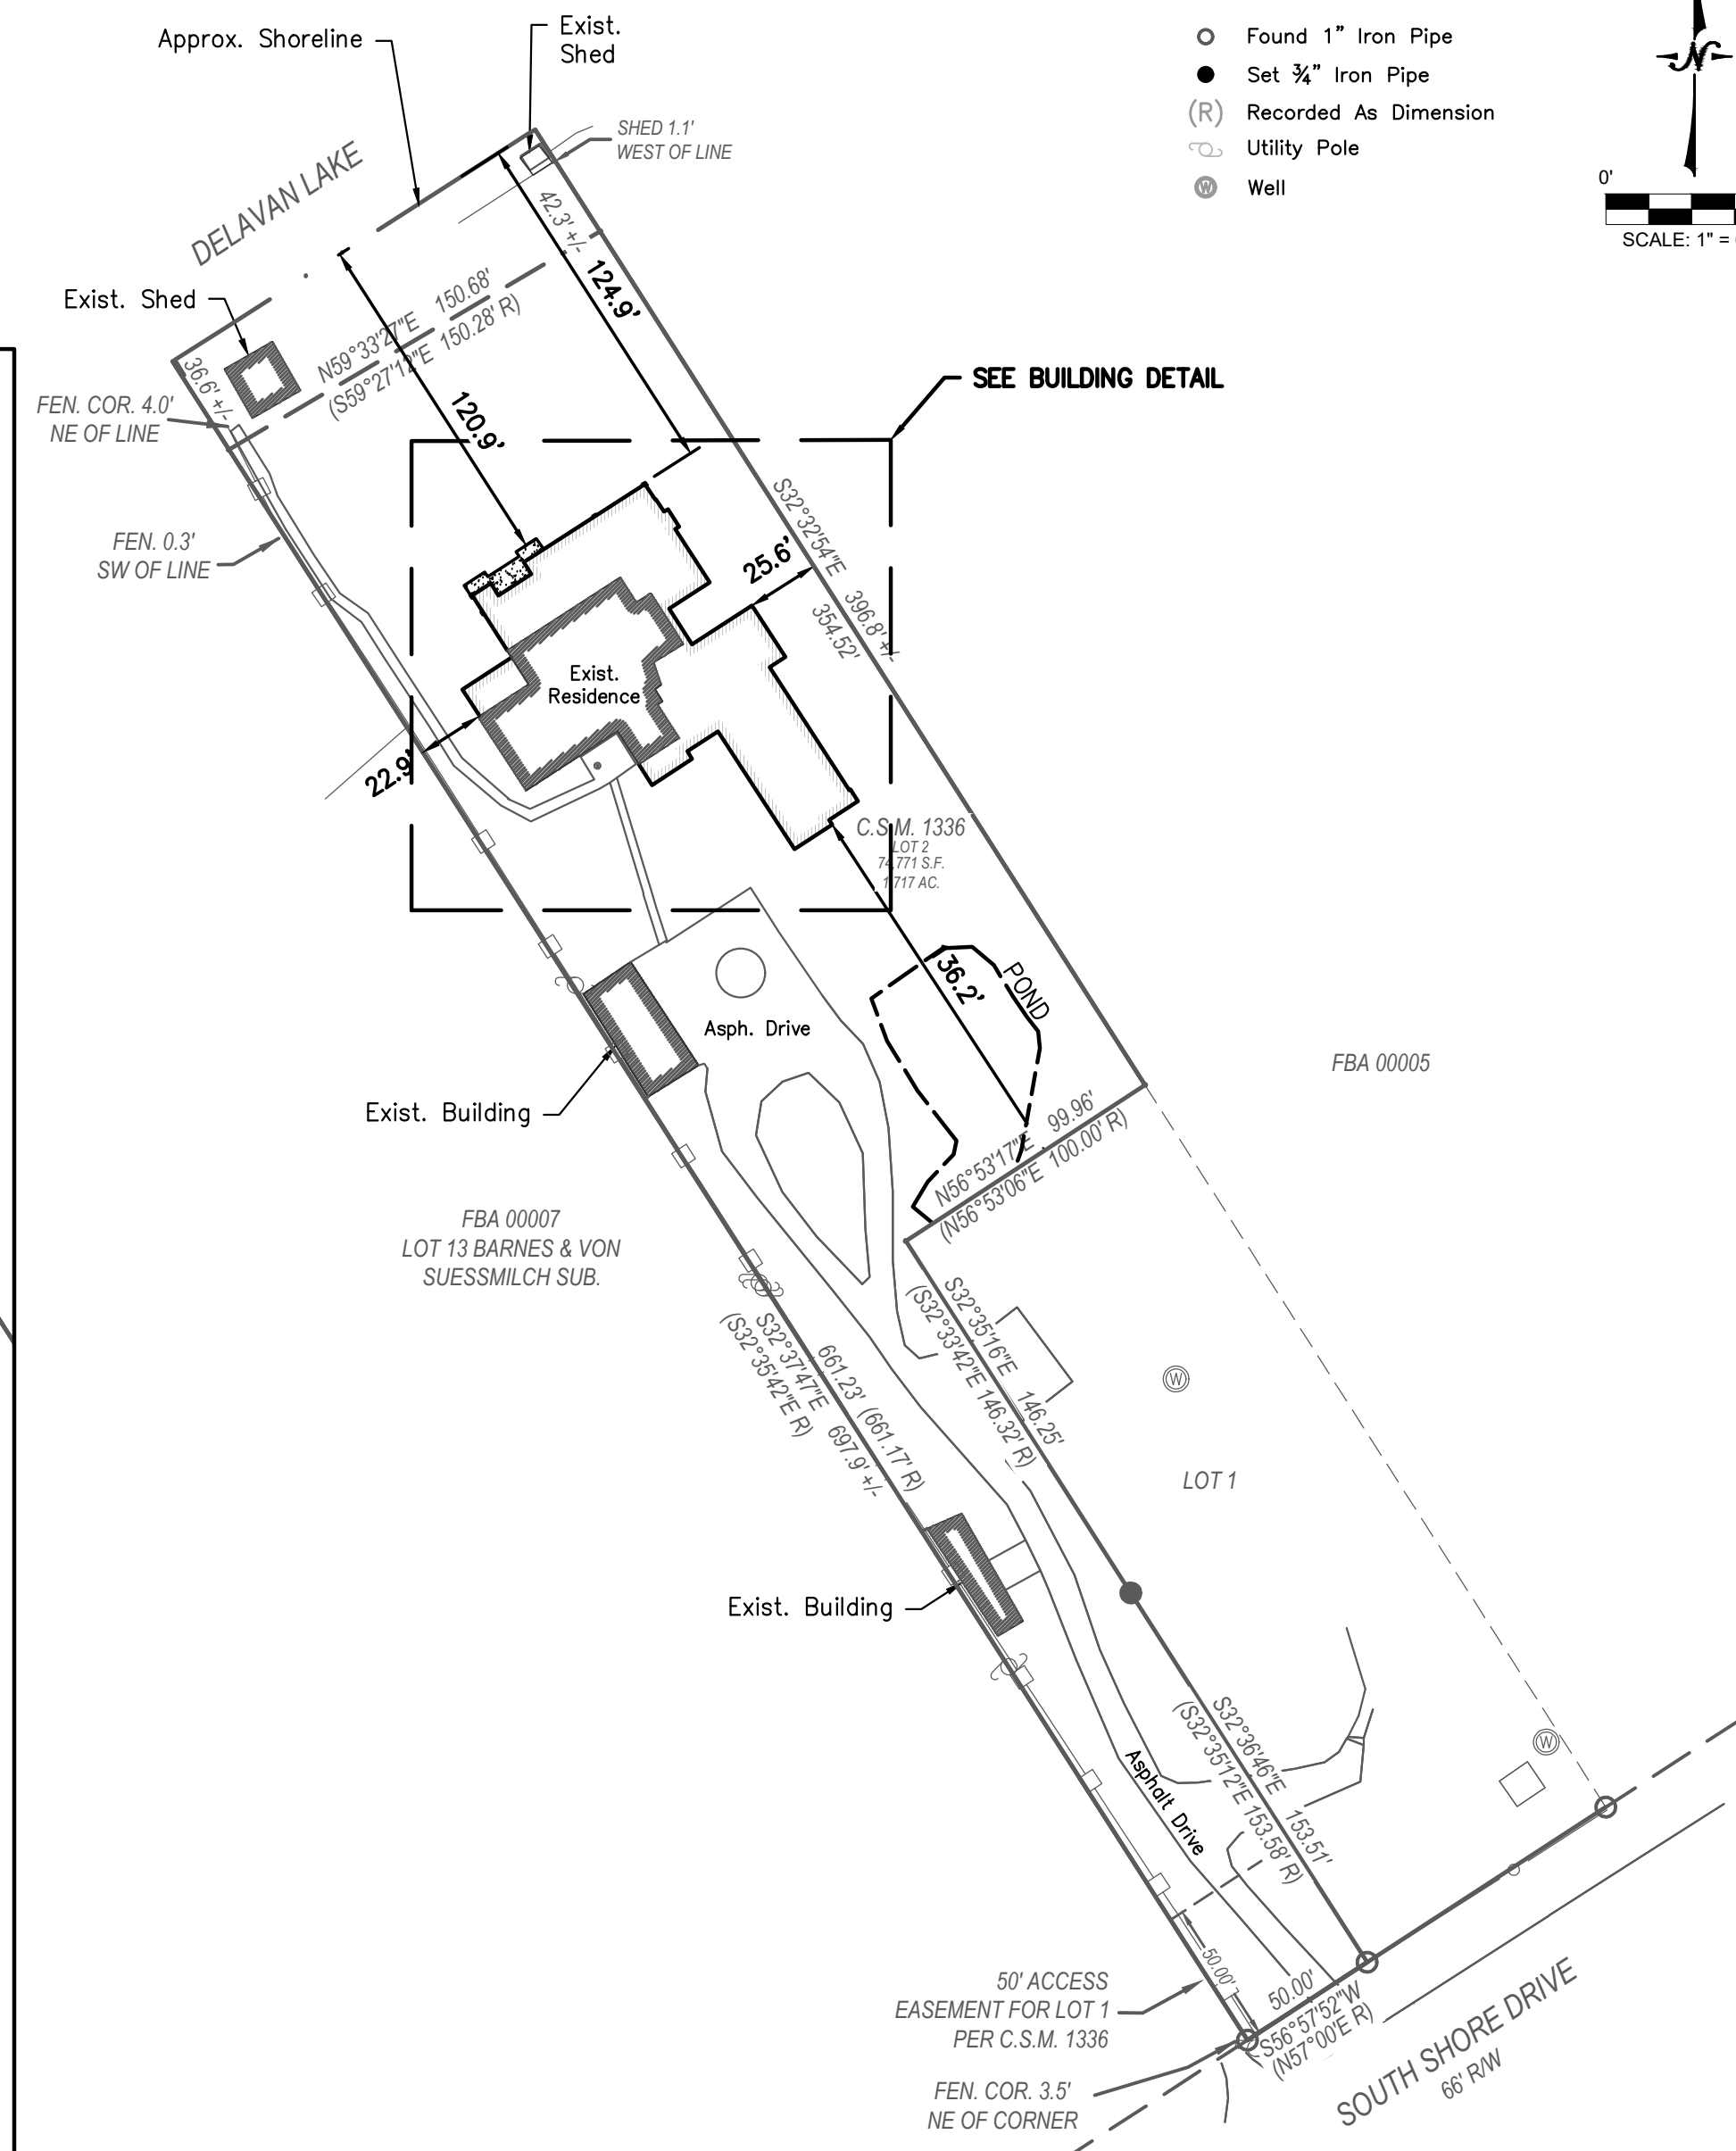 Approx. Shoreline
Exist.
Shed
Found 1” Iron Pipe
Set ¾” Iron Pipe
(R) Recorded As Dimension
Utility Pole
W Well
N
0'
SCALE: 1" =
SHED 1.1'
WEST OF LINE
DELAVAN LAKE
42.3' +/-
124.9’
Exist. Shed
N59°33'27"E 150.68'
(S59°27'12"E 150.28' R)
36.6' +/-
FEN. COR. 4.0'
NE OF LINE
120.9’
SEE BUILDING DETAIL
FEN. 0.3'
SW OF LINE
S32°32'54"E 396.8' +/-
354.52'
25.6’
Exist.
Residence
22.9’
C.S.M. 1336
LOT 2
74,771 S.F.
1.717 AC.
36.2’
POND
Asph. Drive
FBA 00005
Exist. Building
N56°53'17"E 99.96'
(N56°53'06"E 100.00' R)
FBA 00007
LOT 13 BARNES & VON
SUESSMILCH SUB.
S32°35'16"E 146.25'
(S32°33'42"E 146.32' R)
661.23' (661.17' R)
S32°37'47"E 697.9' +/-
(S32°35'42"E R)
W
LOT 1
Exist. Building
S32°36'46"E 153.51'
(S32°35'12"E 153.58' R)
W
Asphalt Drive
50.00'
50' ACCESS
EASEMENT FOR LOT 1
PER C.S.M. 1336
50.00'
S56°57'52"W
(N57°00'E R)
SOUTH SHORE DRIVE
66' R/W
FEN. COR. 3.5'
NE OF CORNER